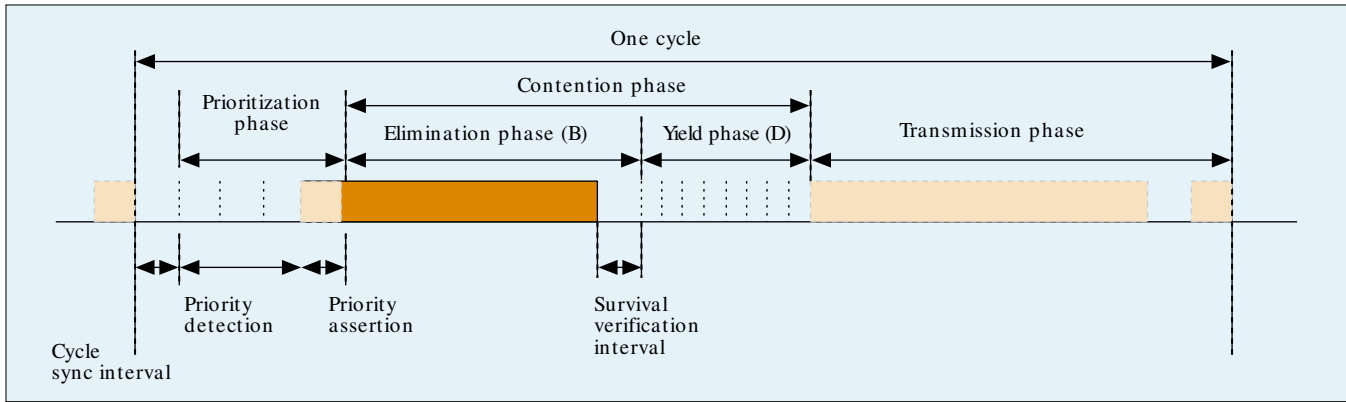 One cycle
Contention phase
Prioritization
phase
Elimination phase (B)
Yield phase (D)
Transmission phase
Priority
detection
Priority
assertion
Survival
verification
interval
Cycle
sync interval